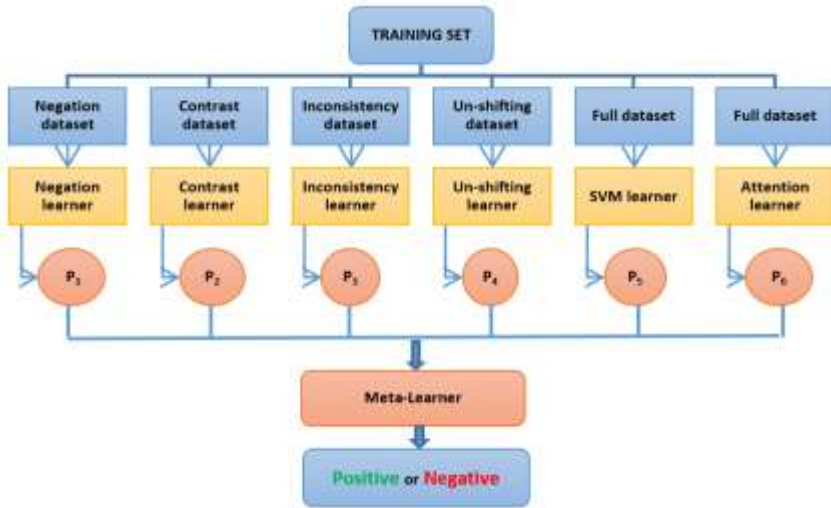 TRAINING SET
Negation
dataset
Contrast
dataset
Inconsistency
dataset
Un-shifting
dataset
Full dataset
Full dataset
Negation
learner
Contrast
learner
Inconsistency
learner
Un-shifting
learner
SVM learner
Attention
learner
P₁
P₂
P₃
P₄
P₅
P₆
Meta-Learner
Positive or Negative